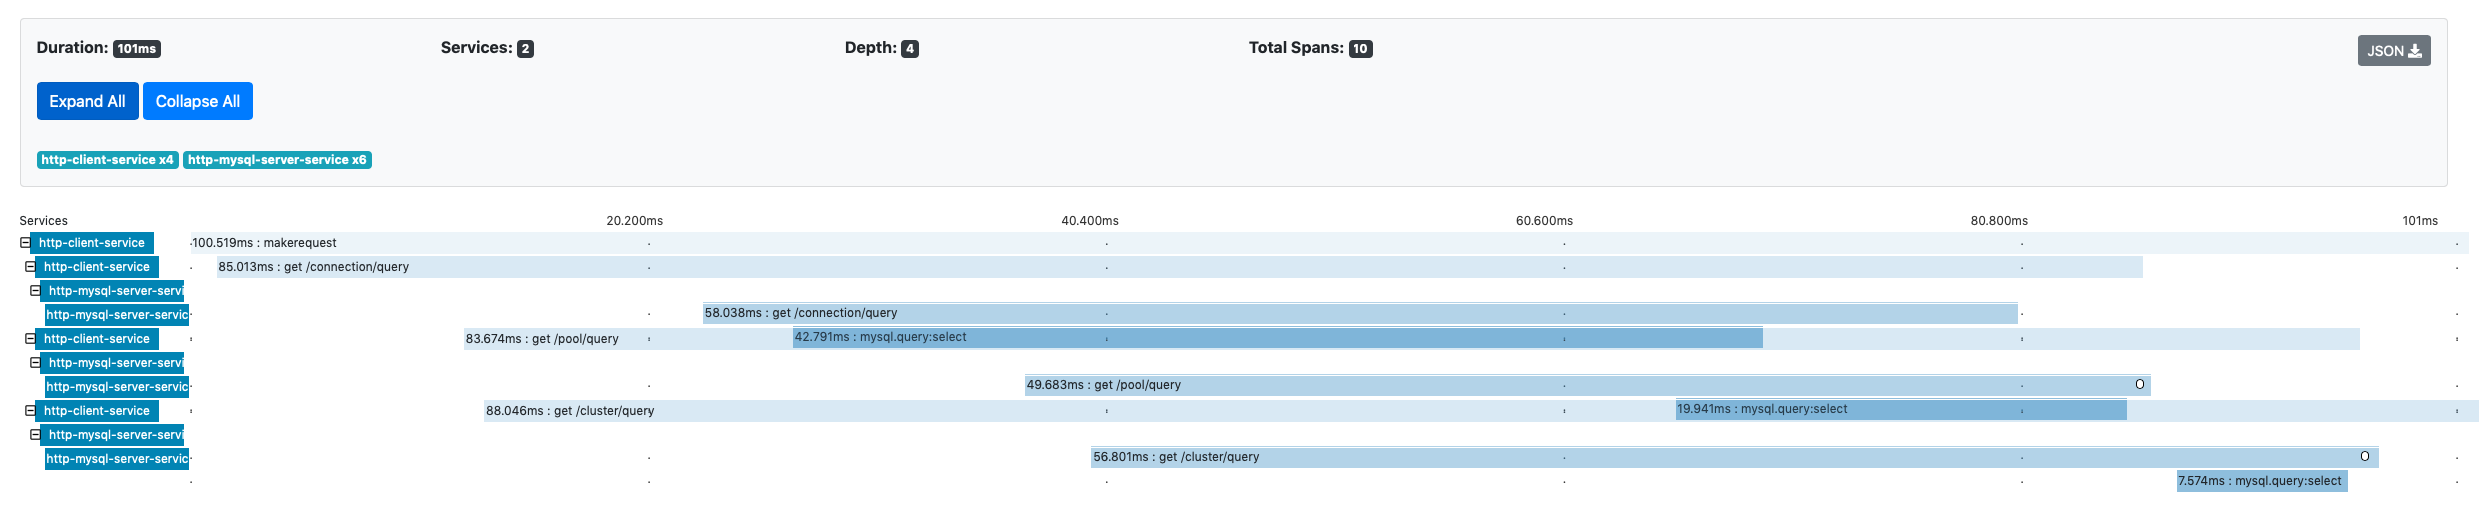 Duration: 101ms Services: 2 Depth: 4 Total Spans: 10 JSON
Expand All Collapse All
http-client-service x4 http-mysql-server-service x6
Services 20.200ms 40.400ms 60.600ms 80.800ms 101ms
http-client-service 100.519ms : makerequest
http-client-service 85.013ms : get /connection/query
http-mysql-server-servi
http-mysql-server-servic 58.038ms : get /connection/query
http-client-service 83.674ms : get /pool/query 42.791ms : mysql.query:select
http-mysql-server-servi
http-mysql-server-servic 49.683ms : get /pool/query
http-client-service 88.046ms : get /cluster/query 19.941ms : mysql.query:select
http-mysql-server-servi
http-mysql-server-servic 56.801ms : get /cluster/query
7.574ms : mysql.query:select